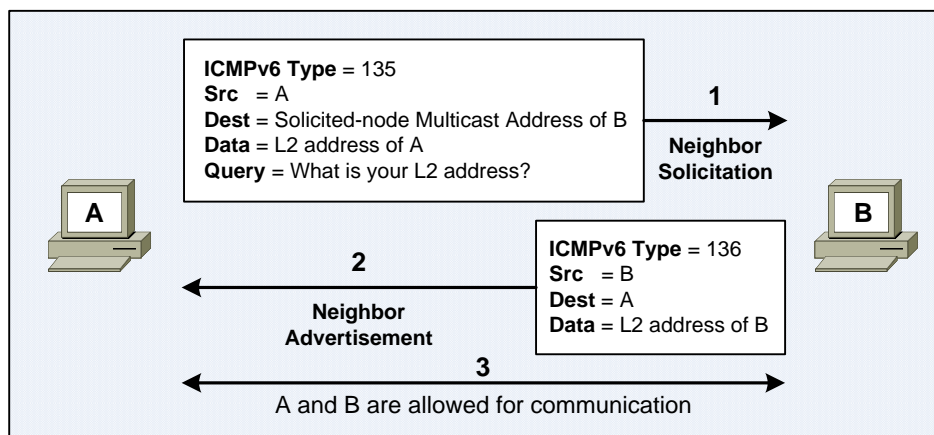 ICMPv6 Type = 135
Src = A
Dest = Solicited-node Multicast Address of B
Data = L2 address of A
Query = What is your L2 address?
1
Neighbor
Solicitation
A
B
ICMPv6 Type = 136
Src = B
Dest = A
Data = L2 address of B
2
Neighbor
Advertisement
3
A and B are allowed for communication